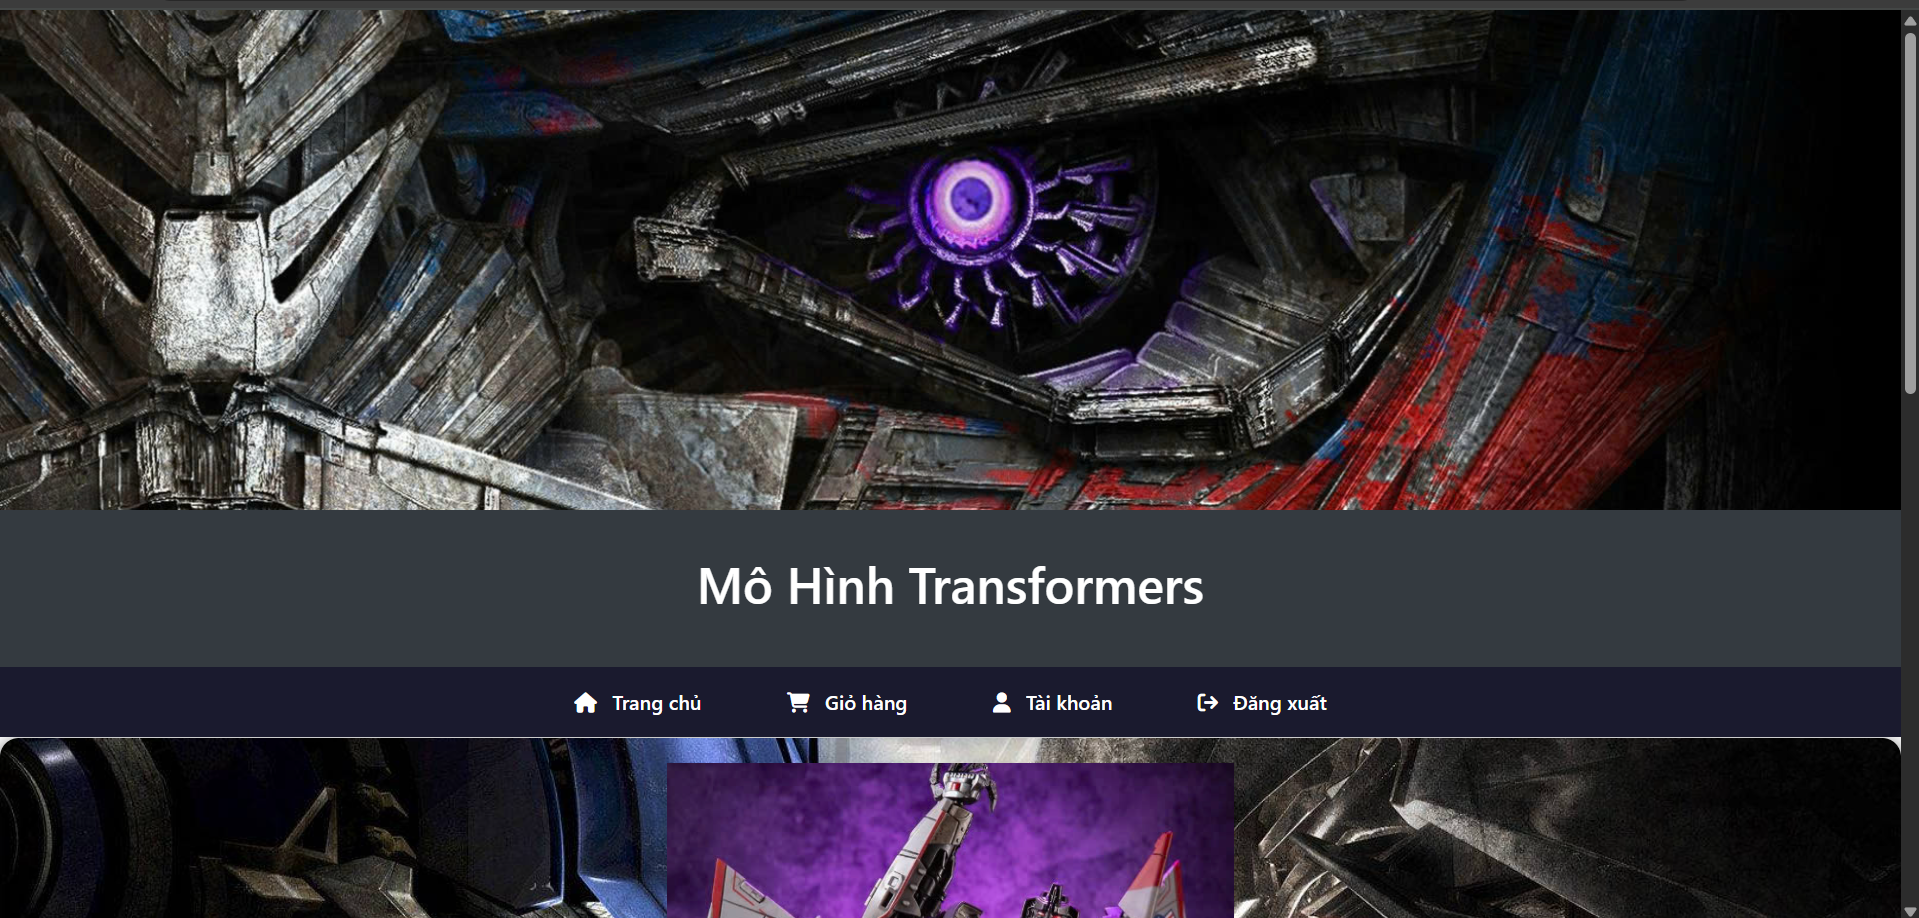 Mô Hình Transformers
Trang chủ
Giỏ hàng
Tài khoản
Đăng xuất